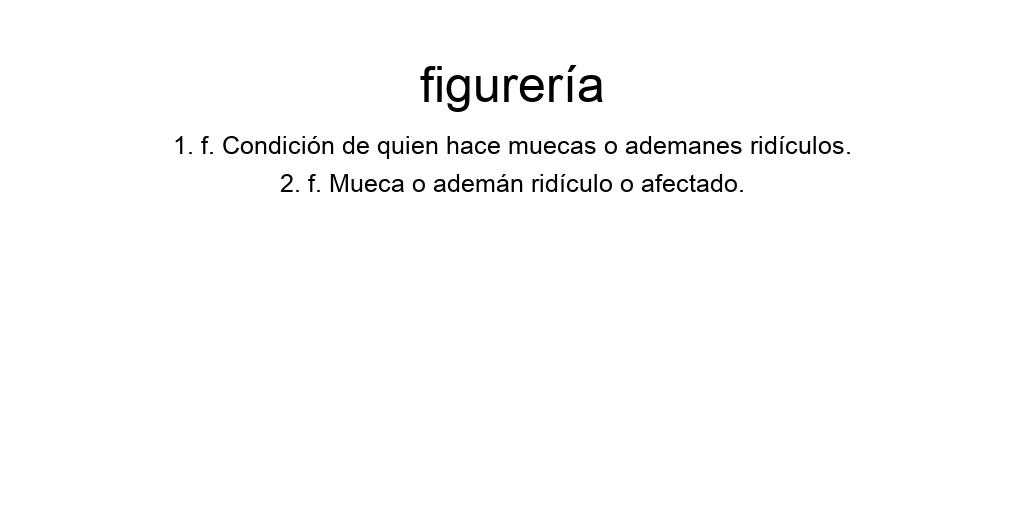 figurería
1. f. Condición de quien hace muecas o ademanes ridículos.
2. f. Mueca o ademán ridículo o afectado.